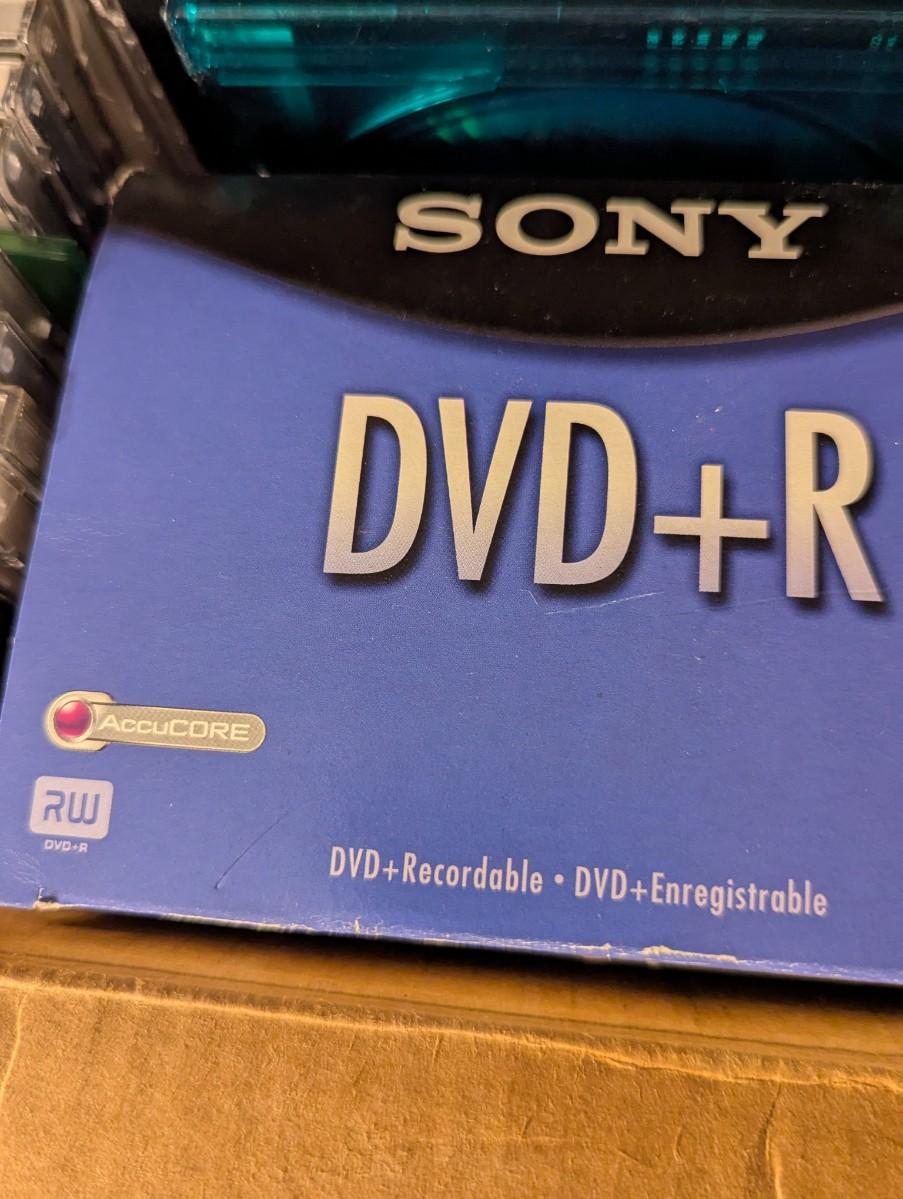 SONY
DVD+R
AccuCORE
RW
DVD+R
DVD+Recordable • DVD+Enregistrable